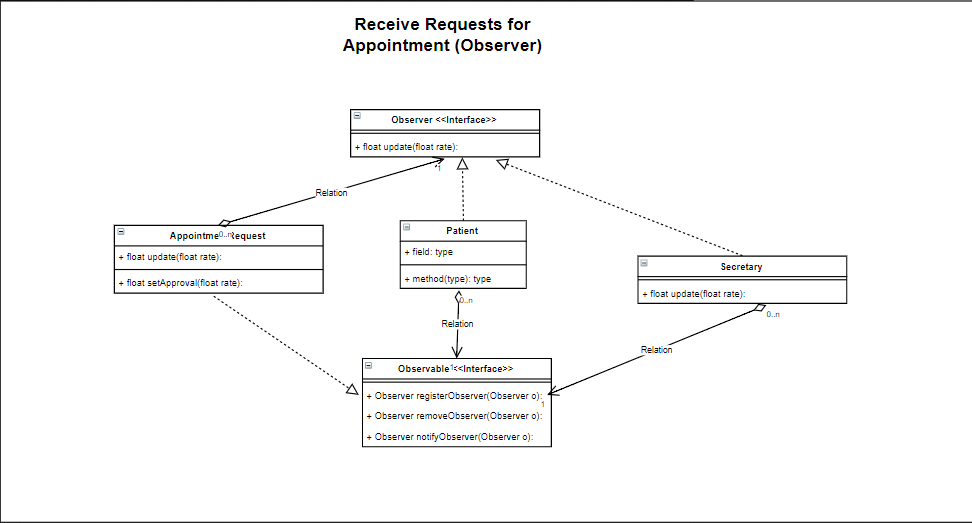 Receive Requests for
Appointment (Observer)
Observer <<Interface>>
+ float update(float rate):
1
Relation
0..n
+ float update(float rate):
+ float setApproval(float rate):
Patient
+ field: type
+ method(type): type
0..n
Relation
Secretary
+ float update(float rate):
0..n
Relation
Observable <<Interface>>
1
+ Observer registerObserver(Observer o):
1
+ Observer removeObserver(Observer o):
+ Observer notifyObserver(Observer o):